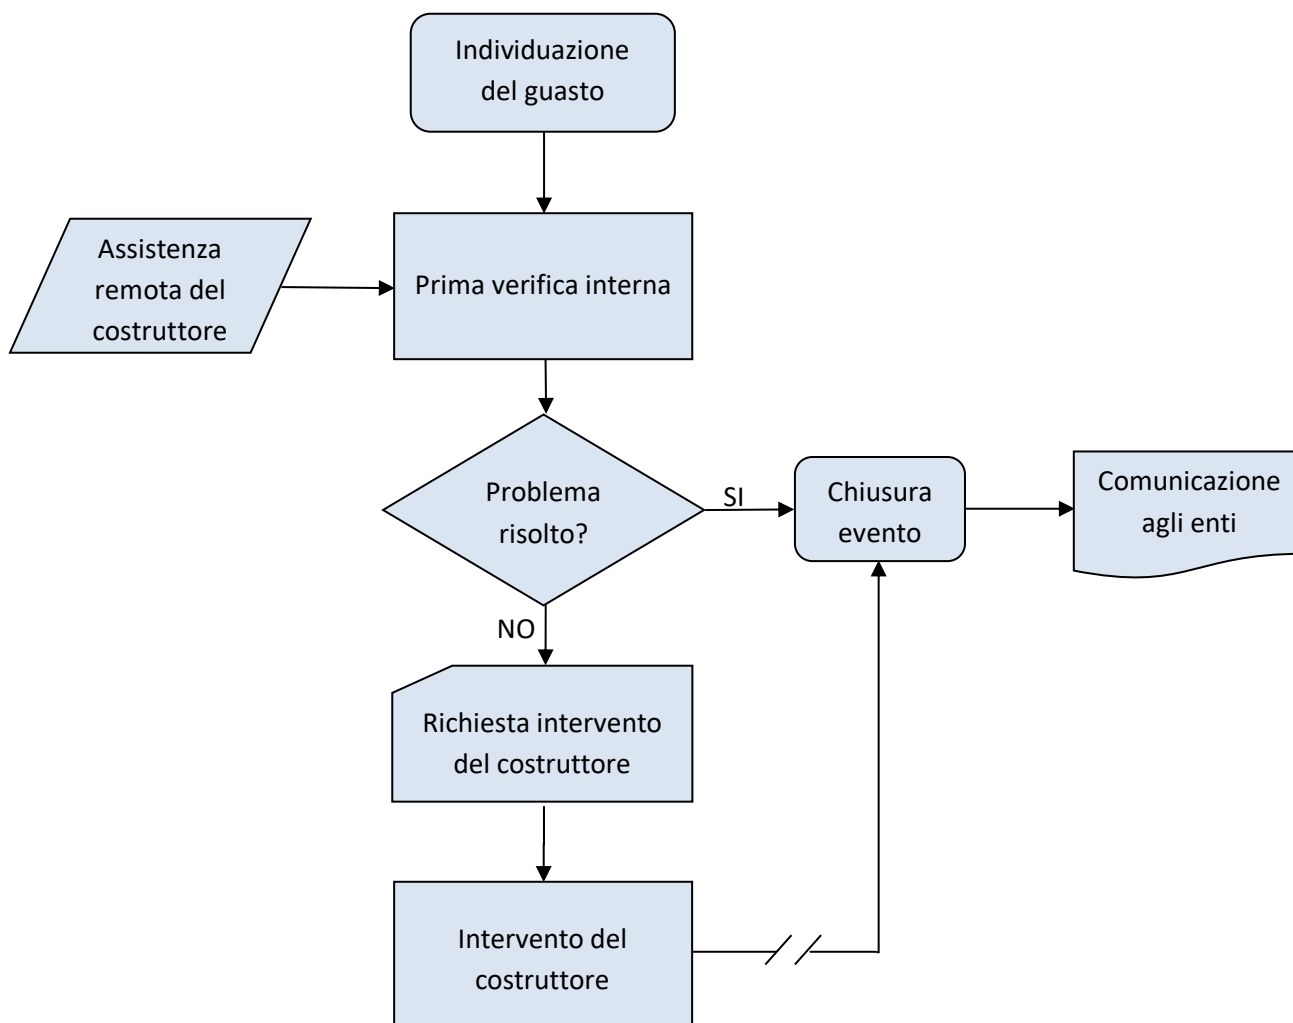 Individuazione
del guasto
Assistenza
remota del
costruttore
Prima verifica interna
Problema
risolto?
SI
Chiusura
evento
Comunicazione
agli enti
NO
Richiesta intervento
del costruttore
Intervento del
costruttore